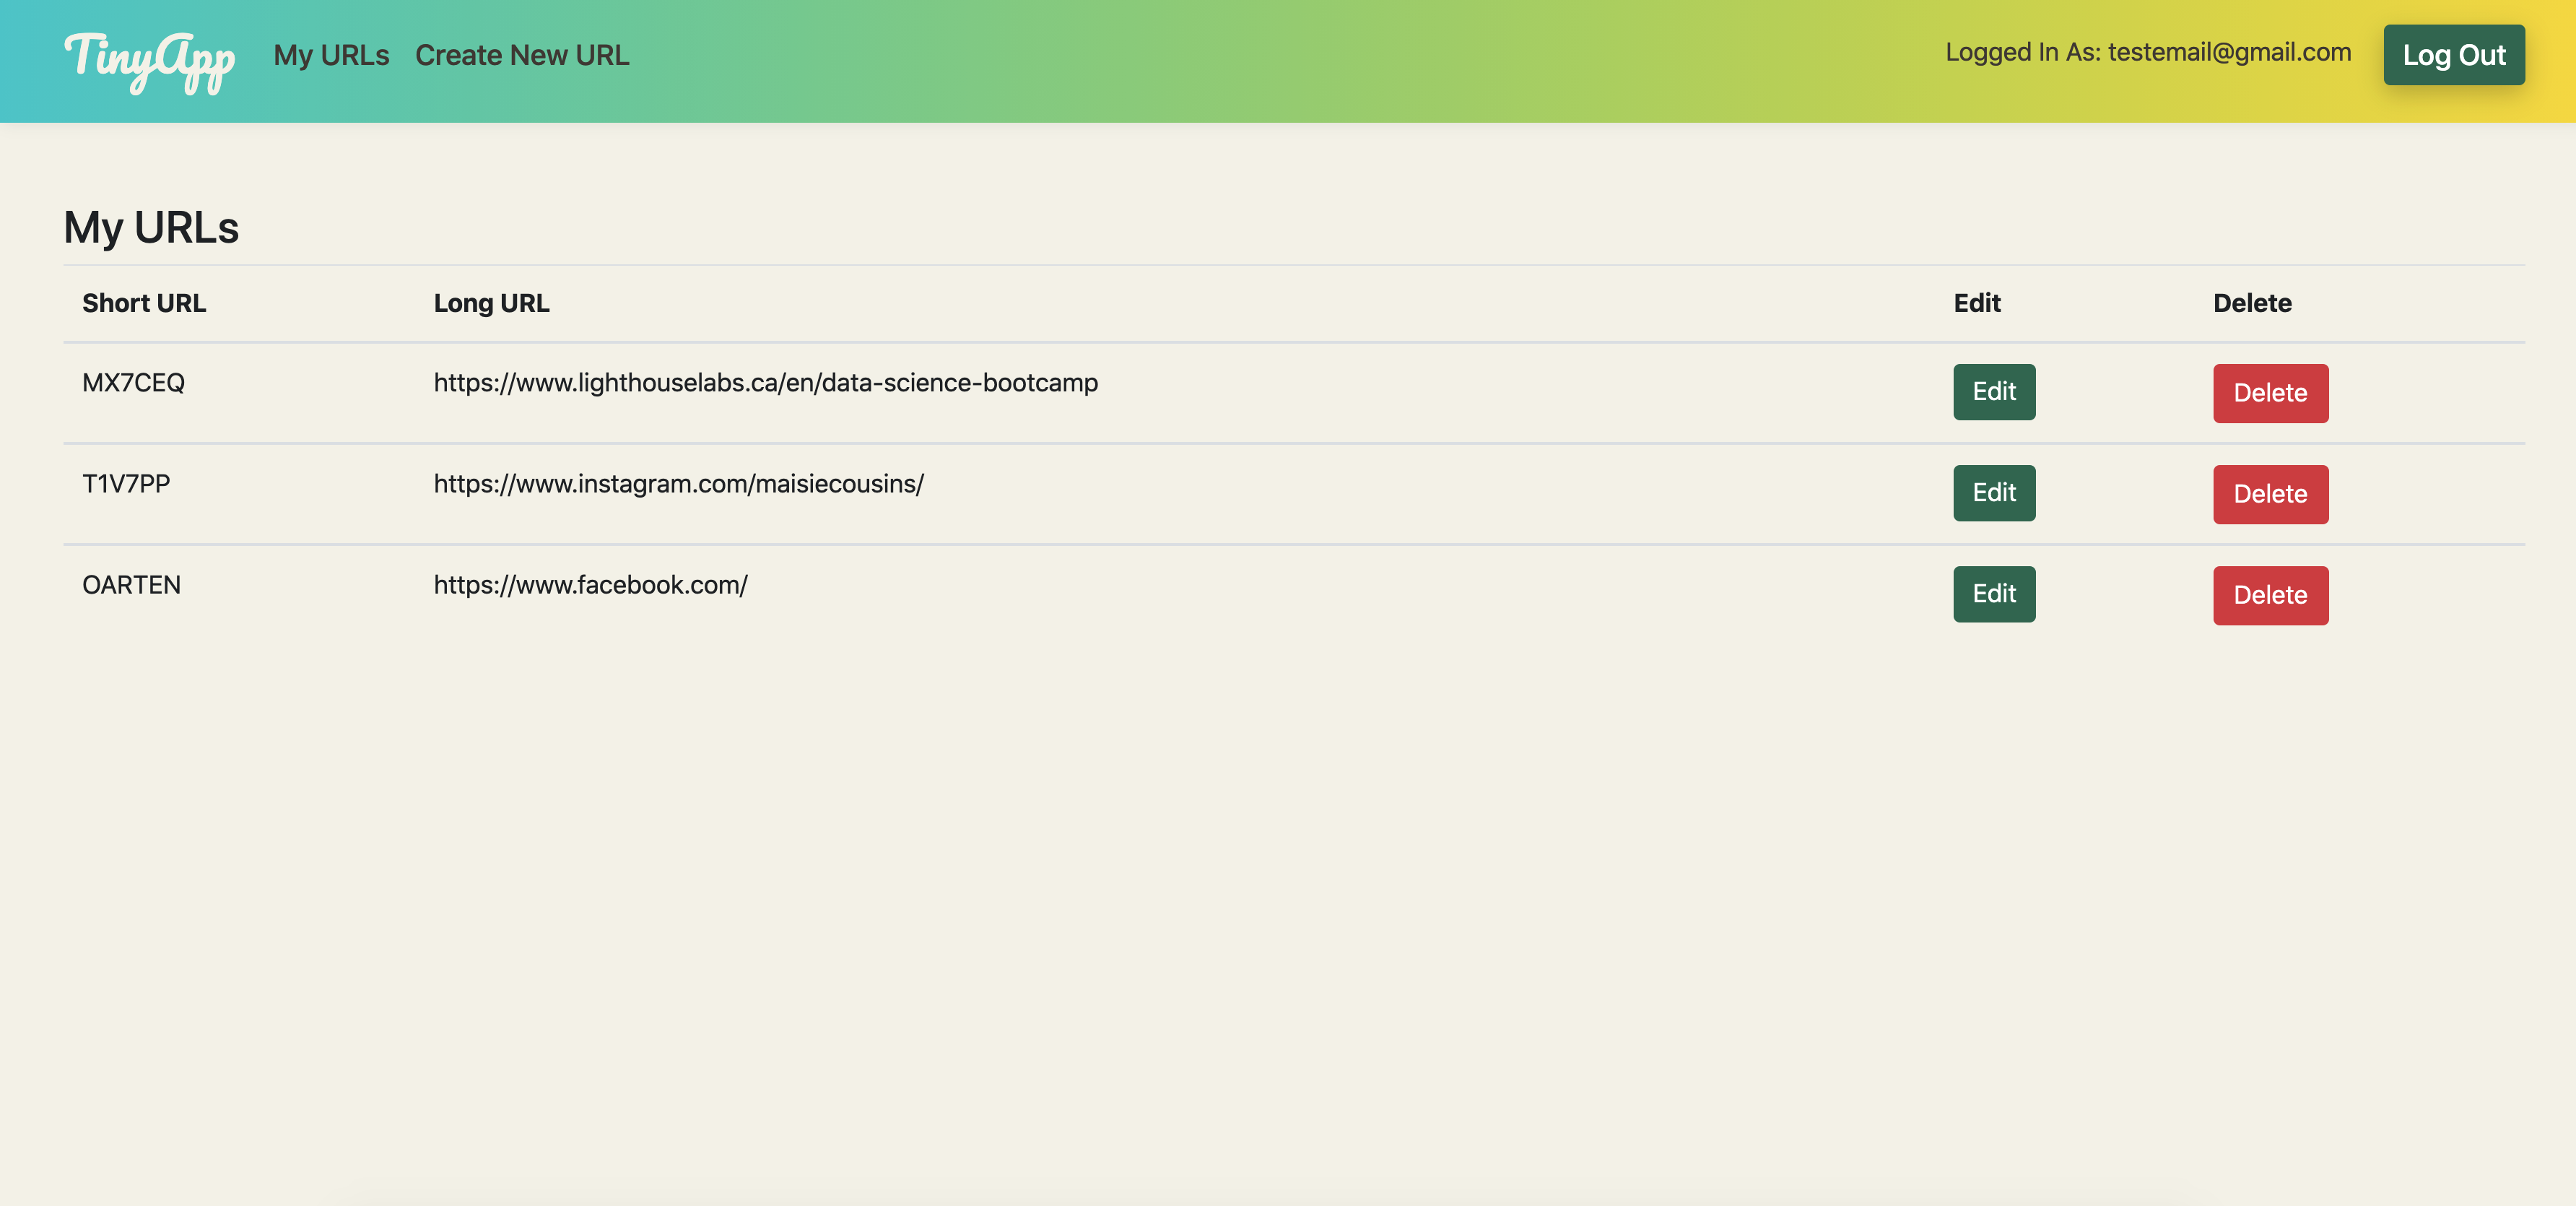 TinyApp My URLs Create New URL Logged In As: testemail@gmail.com Log Out
My URLs
Short URL Long URL Edit Delete
MX7CEQ https://www.lighthouselabs.ca/en/data-science-bootcamp Edit Delete
T1V7PP https://www.instagram.com/maisiecousins/ Edit Delete
OARTEN https://www.facebook.com/ Edit Delete